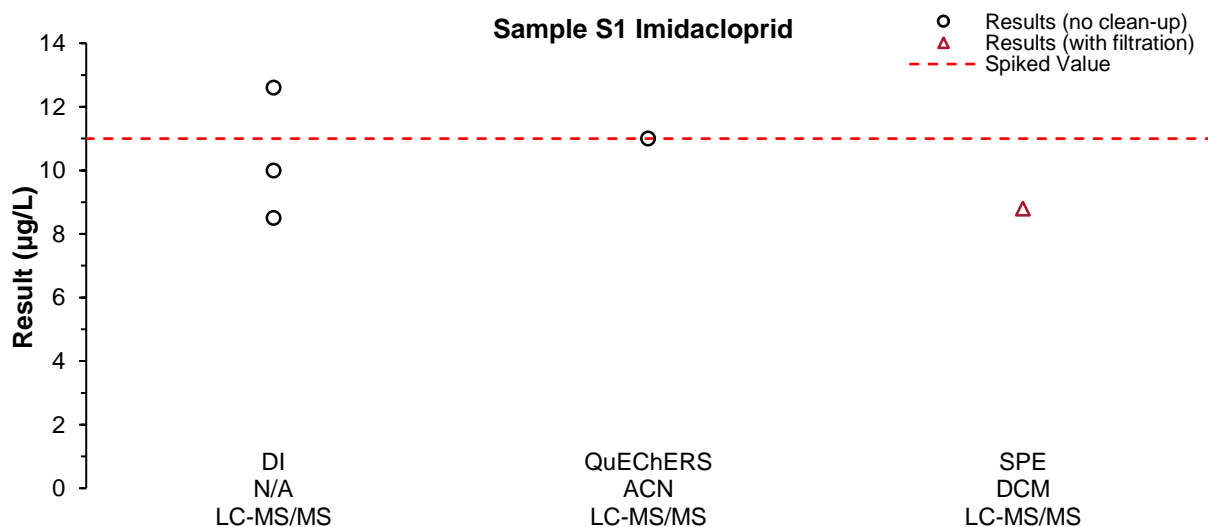 Sample S1 Imidacloprid
Results (no clean-up)
Results (with filtration)
Spiked Value
Result (µg/L)
14
12
10
8
6
4
2
0
DI
N/A
LC-MS/MS
QuEChERS
ACN
LC-MS/MS
SPE
DCM
LC-MS/MS